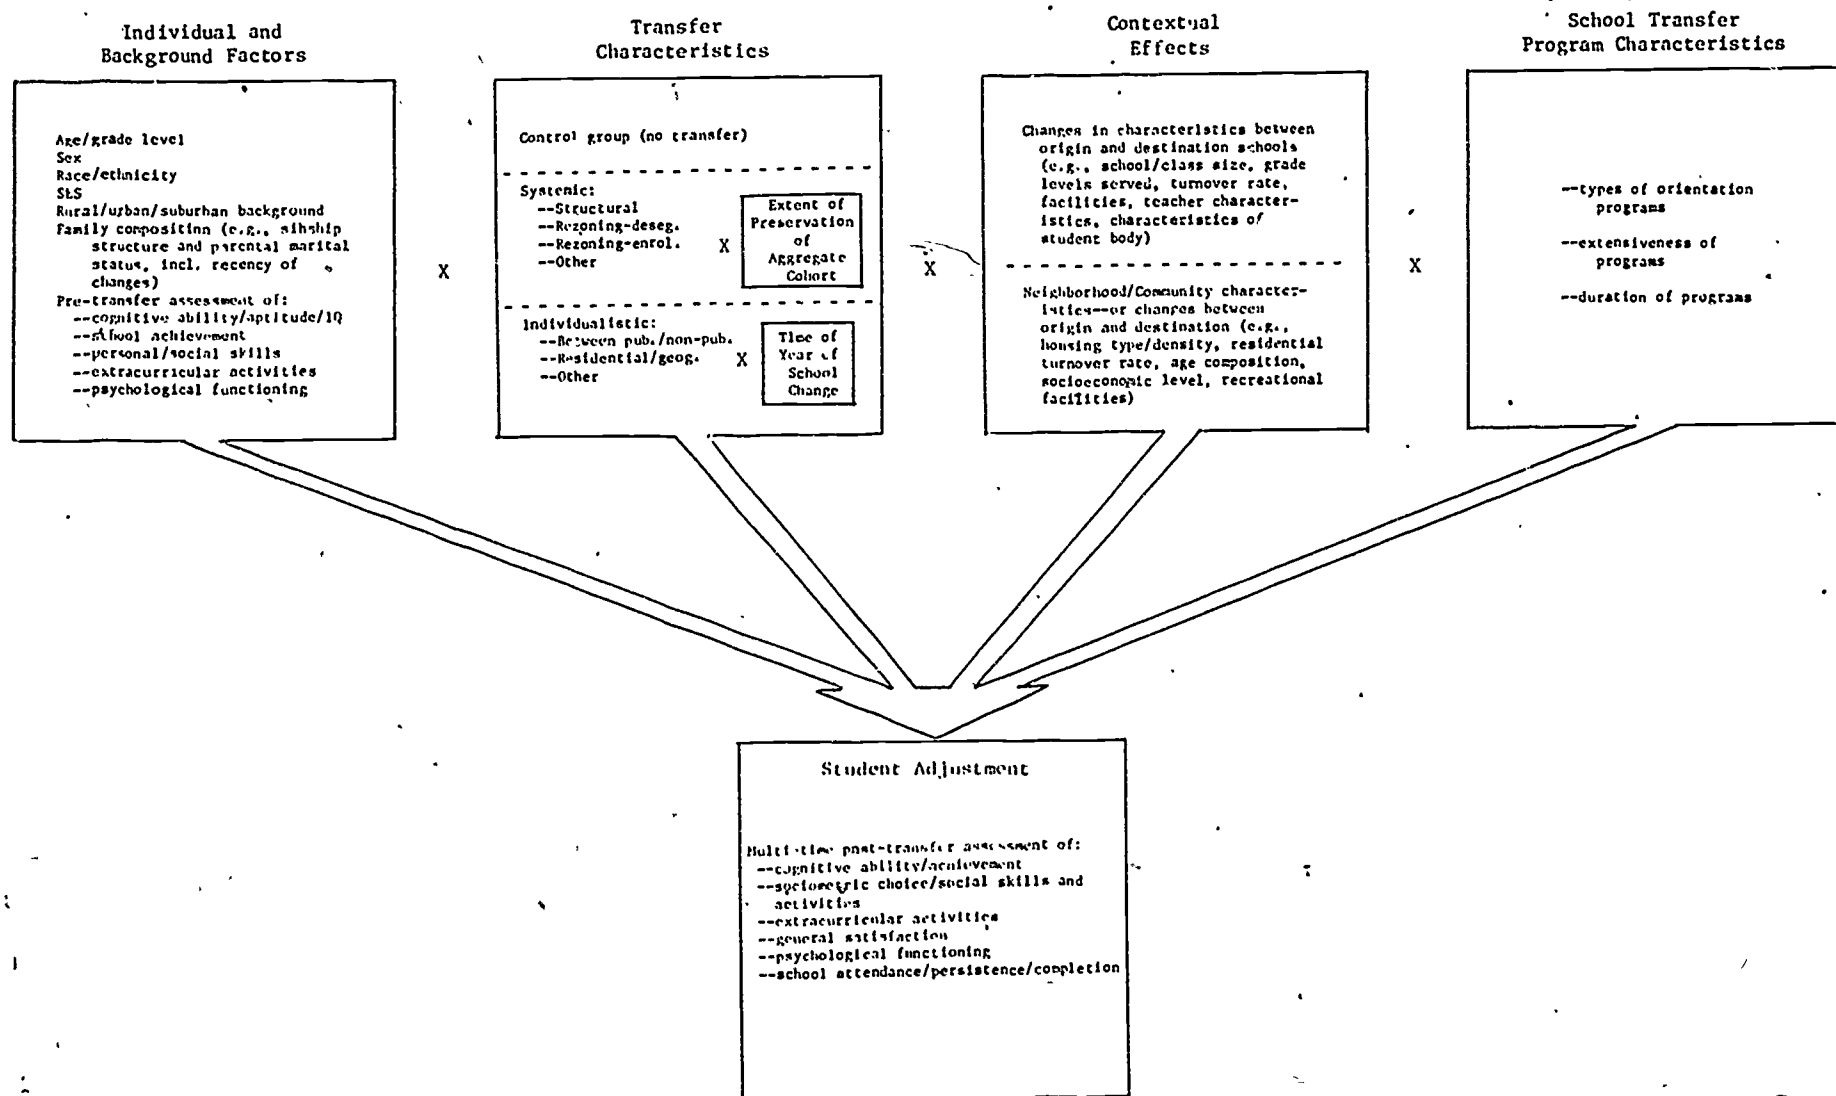 Individual and
Background Factors
Age/grade level
Sex
Race/ethnicity
SES
Rural/urban/suburban background
Family composition (e.g., sibship
structure and parental marital
status, incl. recency of
changes)
Pre-transfer assessment of:
--cognitive ability/aptitude/IQ
--school achievement
--personal/social skills
--extracurricular activities
--psychological functioning
X
Transfer
Characteristics
Control group (no transfer)
Systemic:
--Structural
--Rezoning-deseg.
--Rezoning-enrol.
--Other
X
Extent of
Preservation
of
Aggregate
Cohort
Individualistic:
--Between pub./non-pub.
--Residential/geog.
--Other
X
Time of
Year of
School
Change
X
Contextual
Effects
Changes in characteristics between
origin and destination schools
(e.g., school/class size, grade
levels served, turnover rate,
facilities, teacher character-
istics, characteristics of
student body)
Neighborhood/Community character-
istics--or changes between
origin and destination (e.g.,
housing type/density, residential
turnover rate, age composition,
socioeconomic level, recreational
facilities)
X
School Transfer
Program Characteristics
--types of orientation
programs
--extensiveness of
programs
--duration of programs
Student Adjustment
Multi-time post-transfer assessment of:
--cognitive ability/achievement
--sociometric choice/social skills and
activities
--extracurricular activities
--general satisfaction
--psychological functioning
--school attendance/persistence/completion